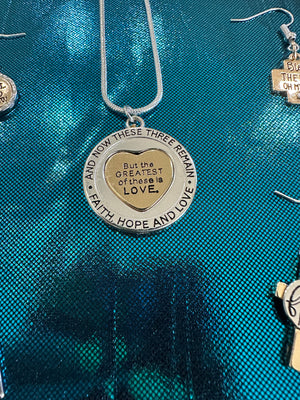 • AND NOW THESE THREE REMAIN •
FAITH, HOPE AND LOVE
But the
GREATEST
of these is
LOVE.